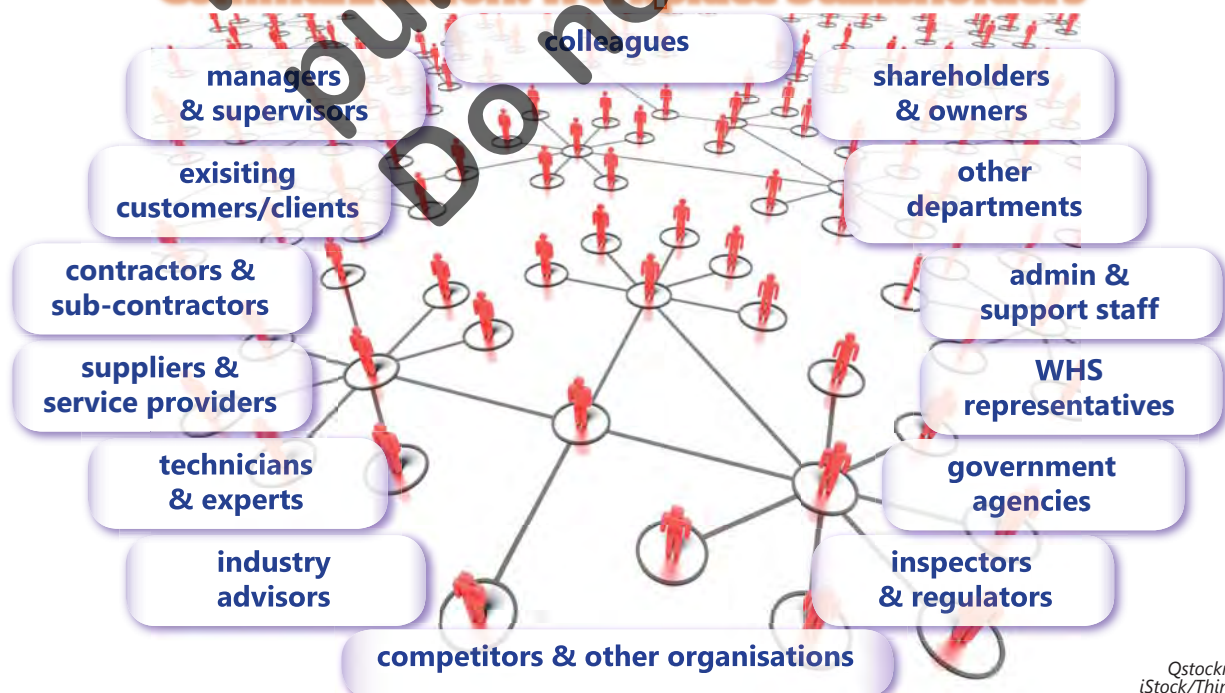 colleagues
managers
& supervisors
shareholders
& owners
exisiting
customers/clients
other
departments
contractors &
sub-contractors
admin &
support staff
suppliers &
service providers
WHS
representatives
technicians
& experts
government
agencies
industry
advisors
inspectors
& regulators
competitors & other organisations
Do